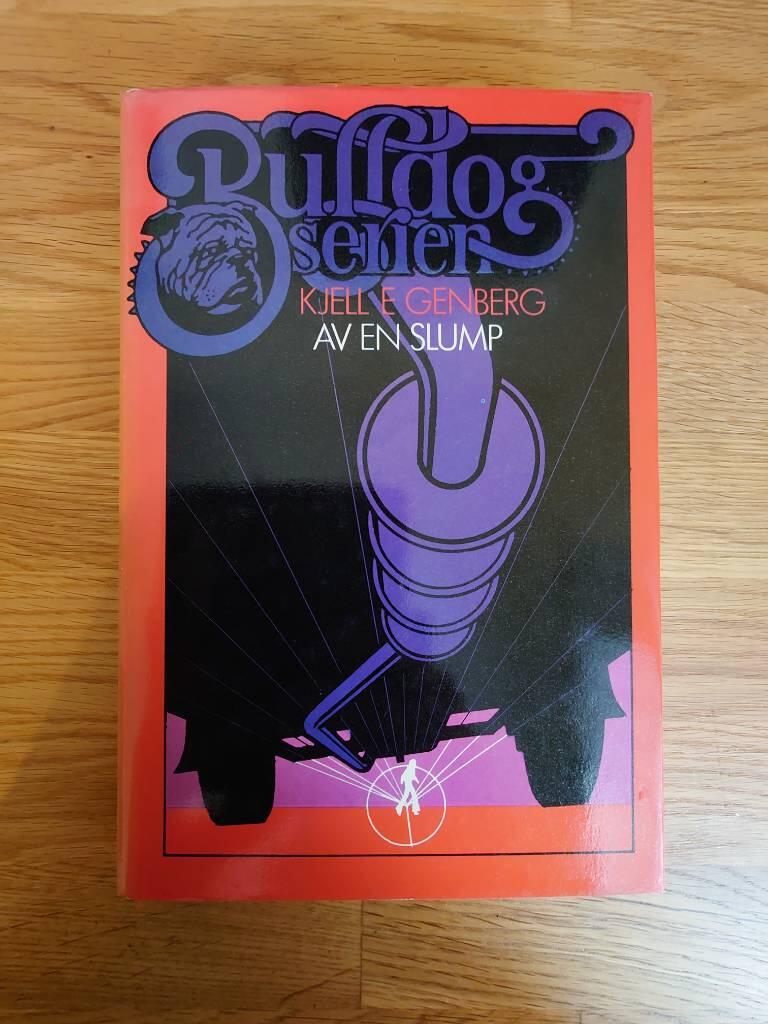 Bulldog
serien
KJELL E GENBERG
AV EN SLUMP